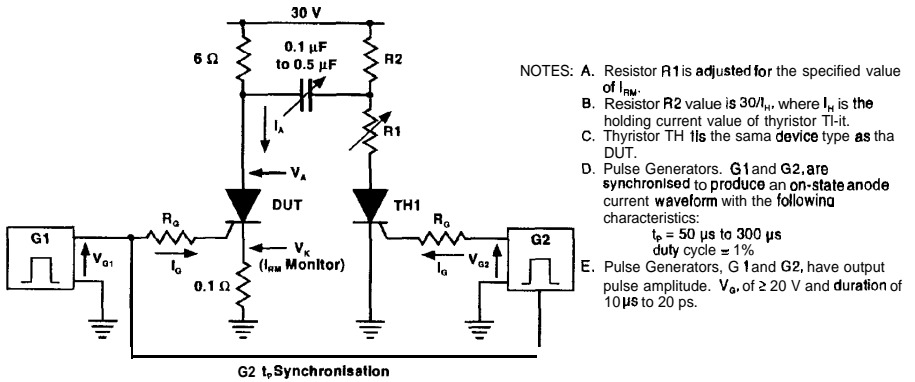 30 V
6 Ω
0.1 µF
to 0.5 µF
R2
I_A
R1
V_A
DUT
TH1
R_G
R_G
G1
V_G1
I_G
V_K
(I_RM Monitor)
0.1 Ω
I_G
V_G2
G2
G2 t_P Synchronisation
NOTES: A. Resistor R1 is adjusted for the specified value
of I_RM.
B. Resistor R2 value is 30/I_H, where I_H is the
holding current value of thyristor TI-it.
C. Thyristor TH 1Is the sama device type as tha
DUT.
D. Pulse Generators. G1 and G2, are
synchronised to produce an on-state anode
current waveform with the following
characteristics:
t_P = 50 µs to 300 µs
duty cycle = 1%
E. Pulse Generators, G 1 and G2, have output
pulse amplitude. V_G, of ≥ 20 V and duration of
10 µs to 20 ps.